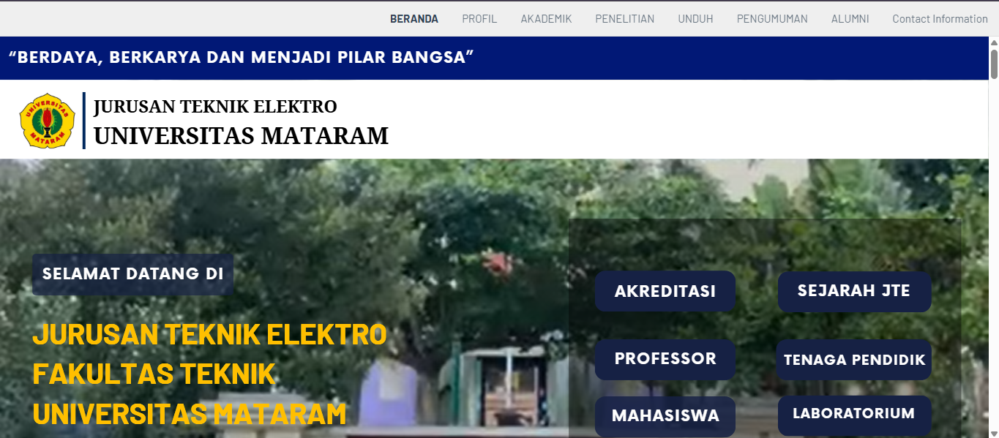 BERANDA PROFIL AKADEMIK PENELITIAN UNDUH PENGUMUMAN ALUMNI Contact Information
“BERDAYA, BERKARYA DAN MENJADI PILAR BANGSA”
UNIVERSITAS
MATARAM
JURUSAN TEKNIK ELEKTRO
UNIVERSITAS MATARAM
SELAMAT DATANG DI
JURUSAN TEKNIK ELEKTRO
FAKULTAS TEKNIK
UNIVERSITAS MATARAM
AKREDITASI
SEJARAH JTE
PROFESSOR
TENAGA PENDIDIK
MAHASISWA
LABORATORIUM